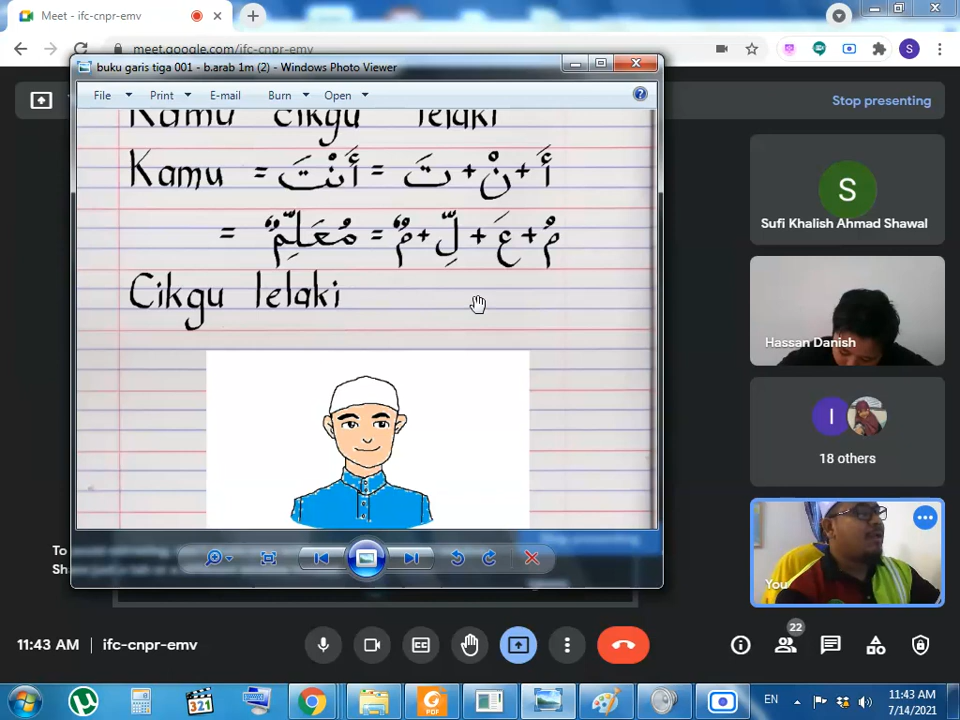 Meet - ifc-cnpr-emv
meet.google.com/ifc-cnpr-emv
S
buku garis tiga 001 - b.arab 1m (2) - Windows Photo Viewer
File Print E-mail Burn Open
Stop presenting
Kamu cikgu lelaki
أَ + نْ + تَ = أَنْتَ = Kamu
مُ + عَ + لِّ + مٌ = مُعَلِّمٌ =
Cikgu lelaki
S
Sufi Khalish Ahmad Shawal
Hassan Danish
I
18 others
You
11:43 AM | ifc-cnpr-emv
22
321
PDF
EN
11:43 AM
7/14/2021